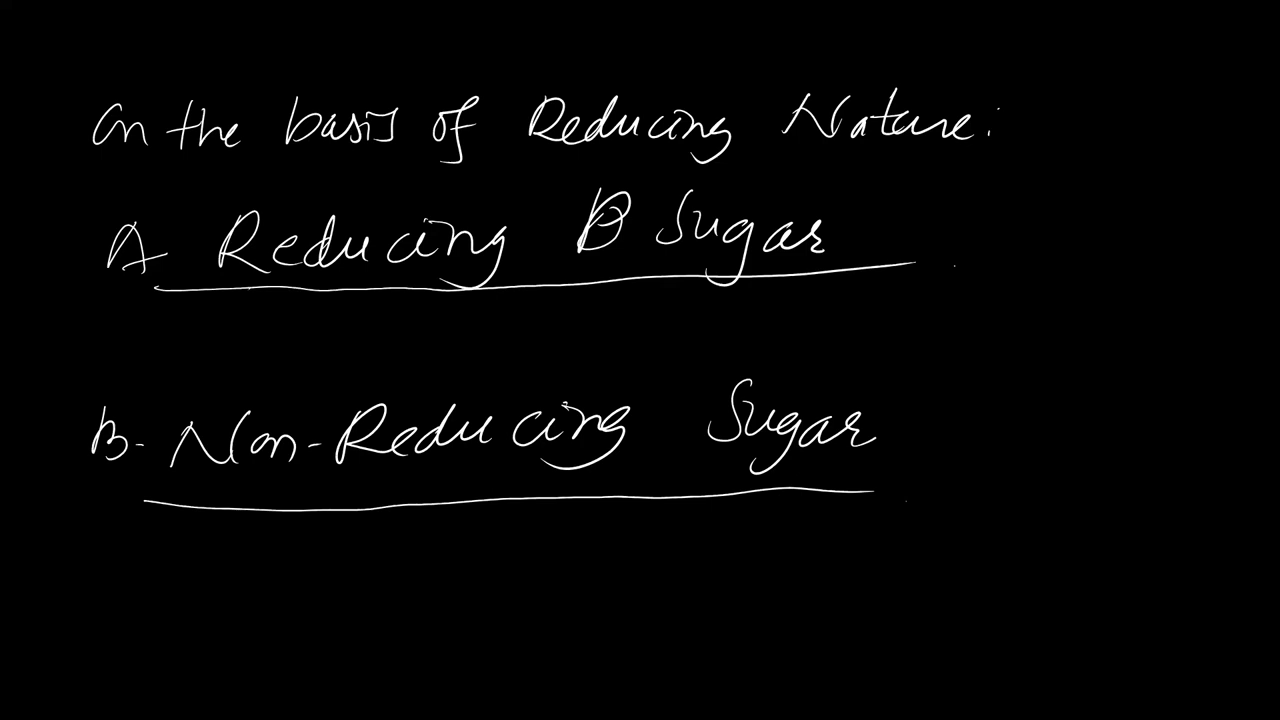 On the basis of Reducing Nature:
A Reducing B Sugar
B- Non-Reducing Sugar